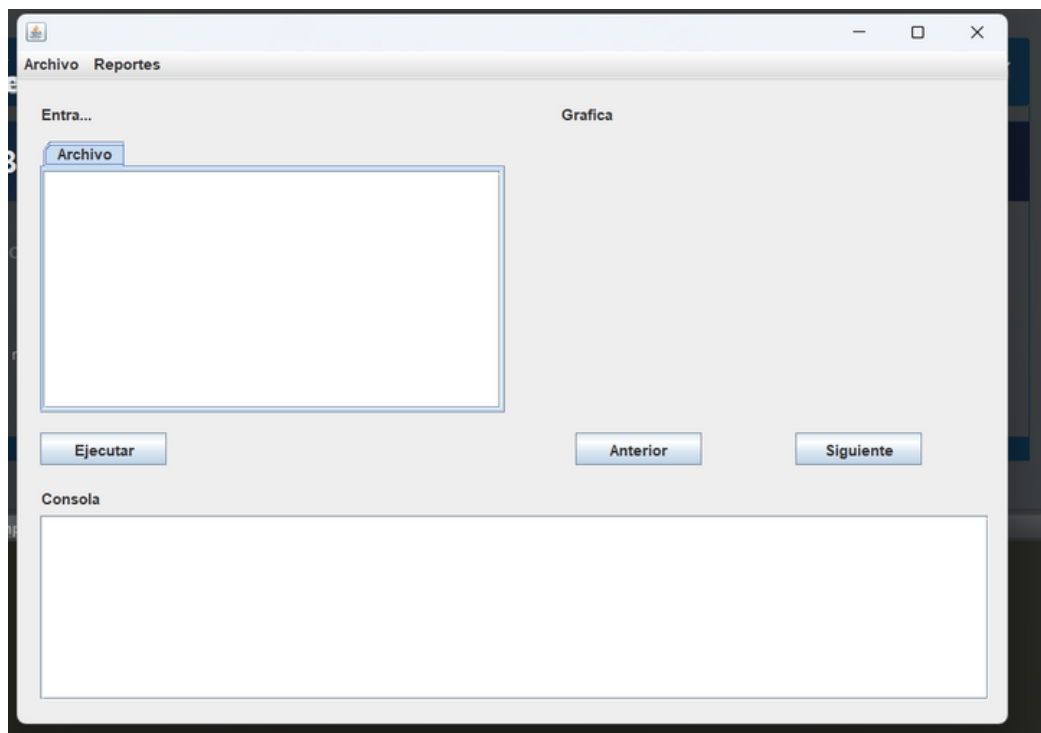 Archivo Reportes
Entra...
Grafica
Archivo
Ejecutar
Anterior
Siguiente
Consola